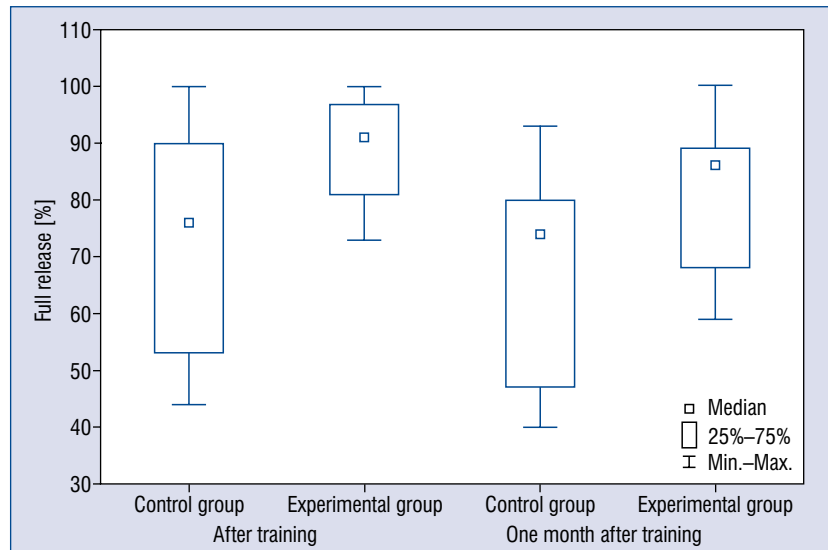 Full release [%]
110
100
90
80
70
60
50
40
30
Median
25%–75%
Min.–Max.
Control group Experimental group Control group Experimental group
After training One month after training